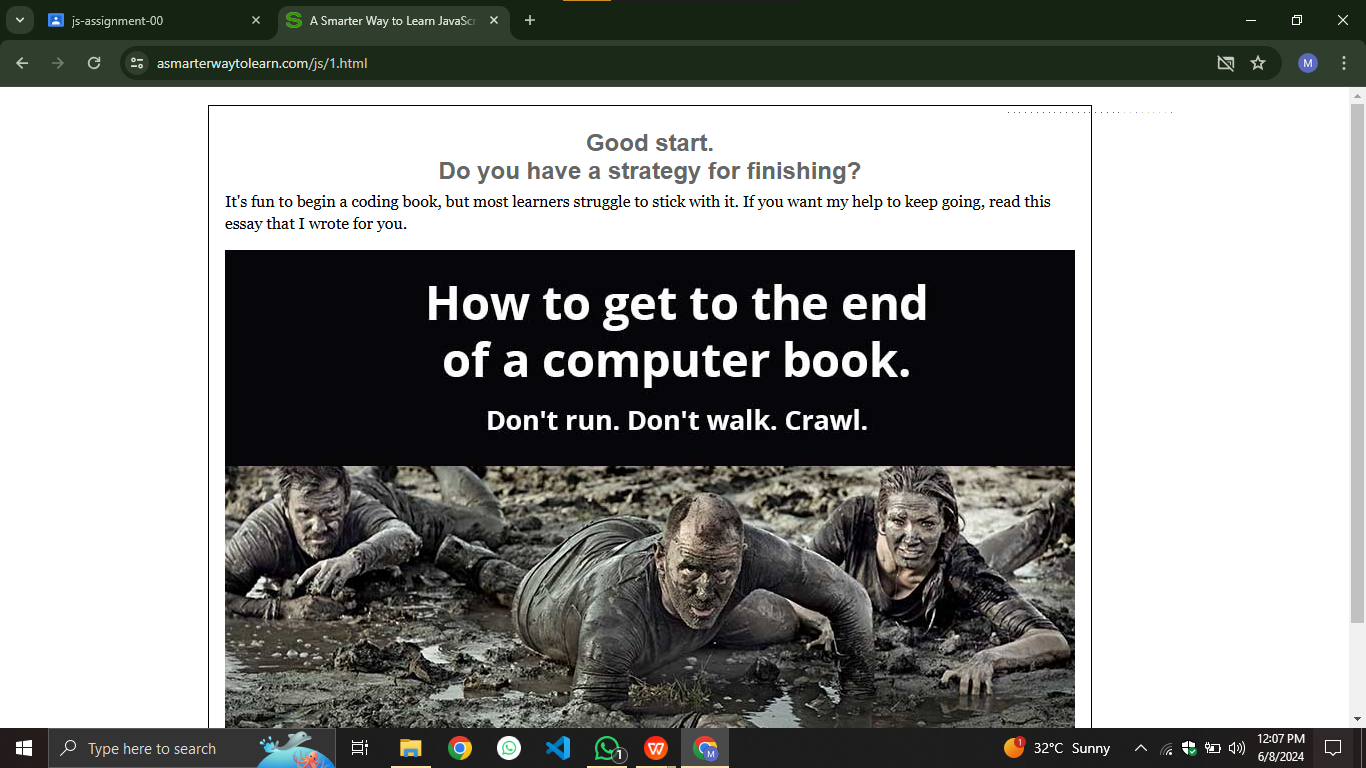 js-assignment-00
A Smarter Way to Learn JavaScr
asmarterwaytolearn.com/js/1.html
M
Good start.
Do you have a strategy for finishing?
It's fun to begin a coding book, but most learners struggle to stick with it. If you want my help to keep going, read this
essay that I wrote for you.
How to get to the end
of a computer book.
Don't run. Don't walk. Crawl.
Type here to search
1
W
M
1
32°C Sunny
12:07 PM
6/8/2024